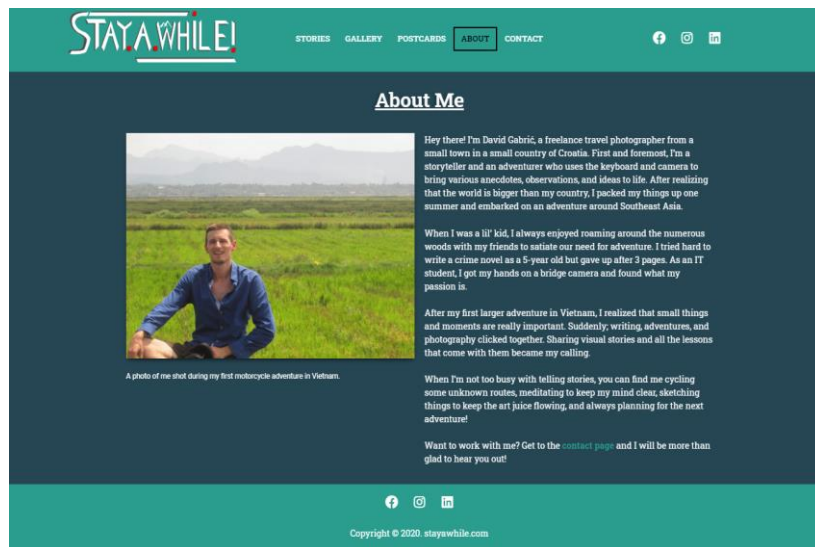 STAY.A.WHILE!
STORIES GALLERY POSTCARDS ABOUT CONTACT
About Me
Hey there! I'm David Gabrić, a freelance travel photographer from a
small town in a small country of Croatia. First and foremost, I'm a
storyteller and an adventurer who uses the keyboard and camera to
bring various anecdotes, observations, and ideas to life. After realizing
that the world is bigger than my country, I packed my things up one
summer and embarked on an adventure around Southeast Asia.
When I was a lil' kid, I always enjoyed roaming around the numerous
woods with my friends to satiate our need for adventure. I tried hard to
write a crime novel as a 5-year old but gave up after 3 pages. As an IT
student, I got my hands on a bridge camera and found what my
passion is.
After my first larger adventure in Vietnam, I realized that small things
and moments are really important. Suddenly; writing, adventures, and
photography clicked together. Sharing visual stories and all the lessons
that come with them became my calling.
When I'm not too busy with telling stories, you can find me cycling
some unknown routes, meditating to keep my mind clear, sketching
things to keep the art juice flowing, and always planning for the next
adventure!
Want to work with me? Get to the contact page and I will be more than
glad to hear you out!
A photo of me shot during my first motorcycle adventure in Vietnam.
Copyright © 2020. stayawhile.com